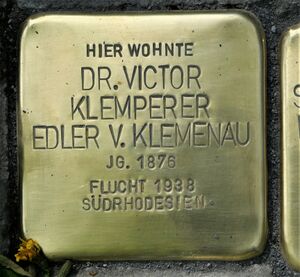 HIER WOHNTE
DR. VICTOR
KLEMPERER
EDLER V. KLEMENAU
JG. 1876
FLUCHT 1938
SÜDRHODESIEN